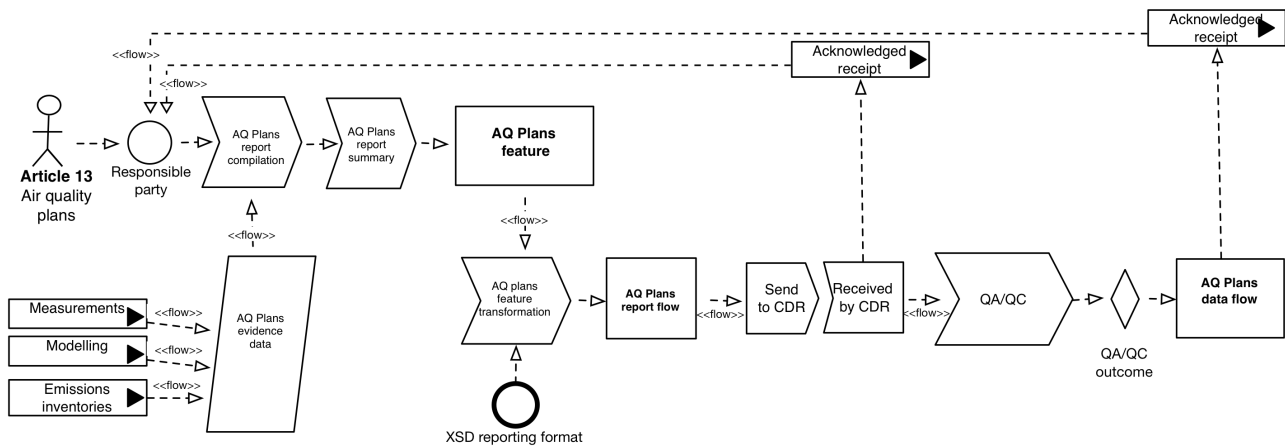 Acknowledged
receipt
Acknowledged
receipt
<<flow>>
<<flow>>
Article 13
Air quality
plans
Responsible
party
AQ Plans
report
compilation
AQ Plans
report
summary
AQ Plans
feature
<<flow>>
<<flow>>
Measurements
<<flow>>
Modelling
<<flow>>
Emissions
inventories
<<flow>>
AQ Plans
evidence
data
AQ plans
feature
transformation
XSD reporting format
AQ Plans
report flow
<<flow>>
Send
to CDR
Received
by CDR
<<flow>>
QA/QC
QA/QC
outcome
AQ Plans
data flow